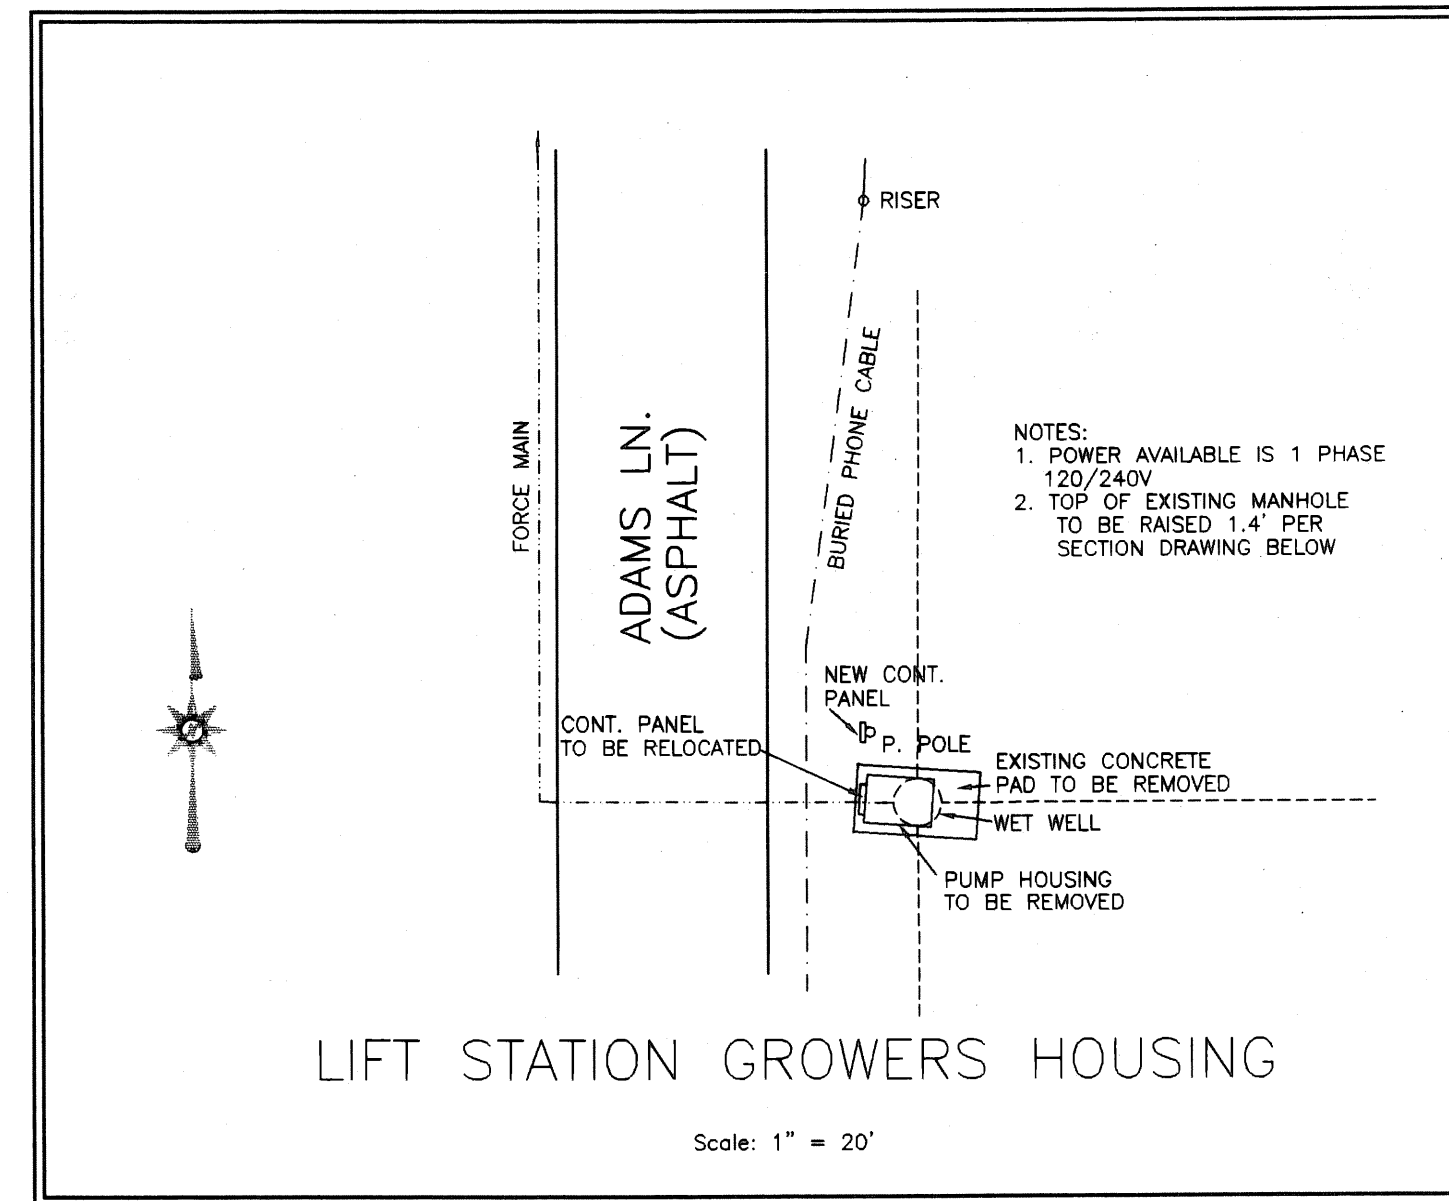 RISER
BURIED PHONE CABLE
FORCE MAIN
ADAMS LN.
(ASPHALT)
NOTES:
1. POWER AVAILABLE IS 1 PHASE
120/240V
2. TOP OF EXISTING MANHOLE
TO BE RAISED 1.4' PER
SECTION DRAWING BELOW
NEW CONT.
PANEL
CONT. PANEL
TO BE RELOCATED
P. POLE
EXISTING CONCRETE
PAD TO BE REMOVED
WET WELL
PUMP HOUSING
TO BE REMOVED
LIFT STATION GROWERS HOUSING
Scale: 1" = 20'